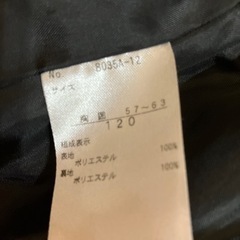 No 8035A-12
サイズ
胸囲 57~63
120
組成表示
表地 100%
ポリエステル
裏地 100%
ポリエステル